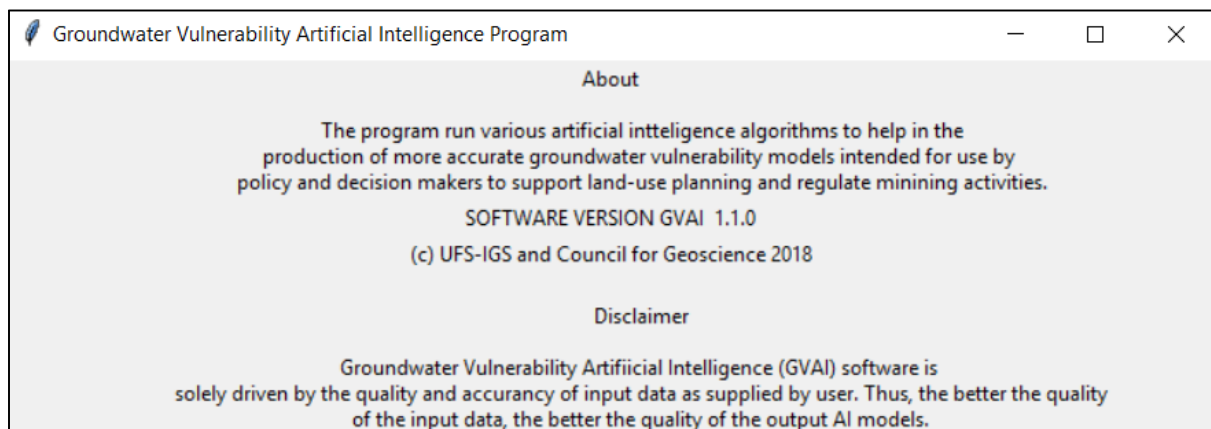 Groundwater Vulnerability Artificial Intelligence Program
About
The program run various artificial intteligence algorithms to help in the
production of more accurate groundwater vulnerability models intended for use by
policy and decision makers to support land-use planning and regulate minining activities.
SOFTWARE VERSION GVAI  1.1.0
(c) UFS-IGS and Council for Geoscience 2018
Disclaimer
Groundwater Vulnerability Artifiicial Intelligence (GVAI) software is
solely driven by the quality and accurancy of input data as supplied by user. Thus, the better the quality
of the input data, the better the quality of the output AI models.